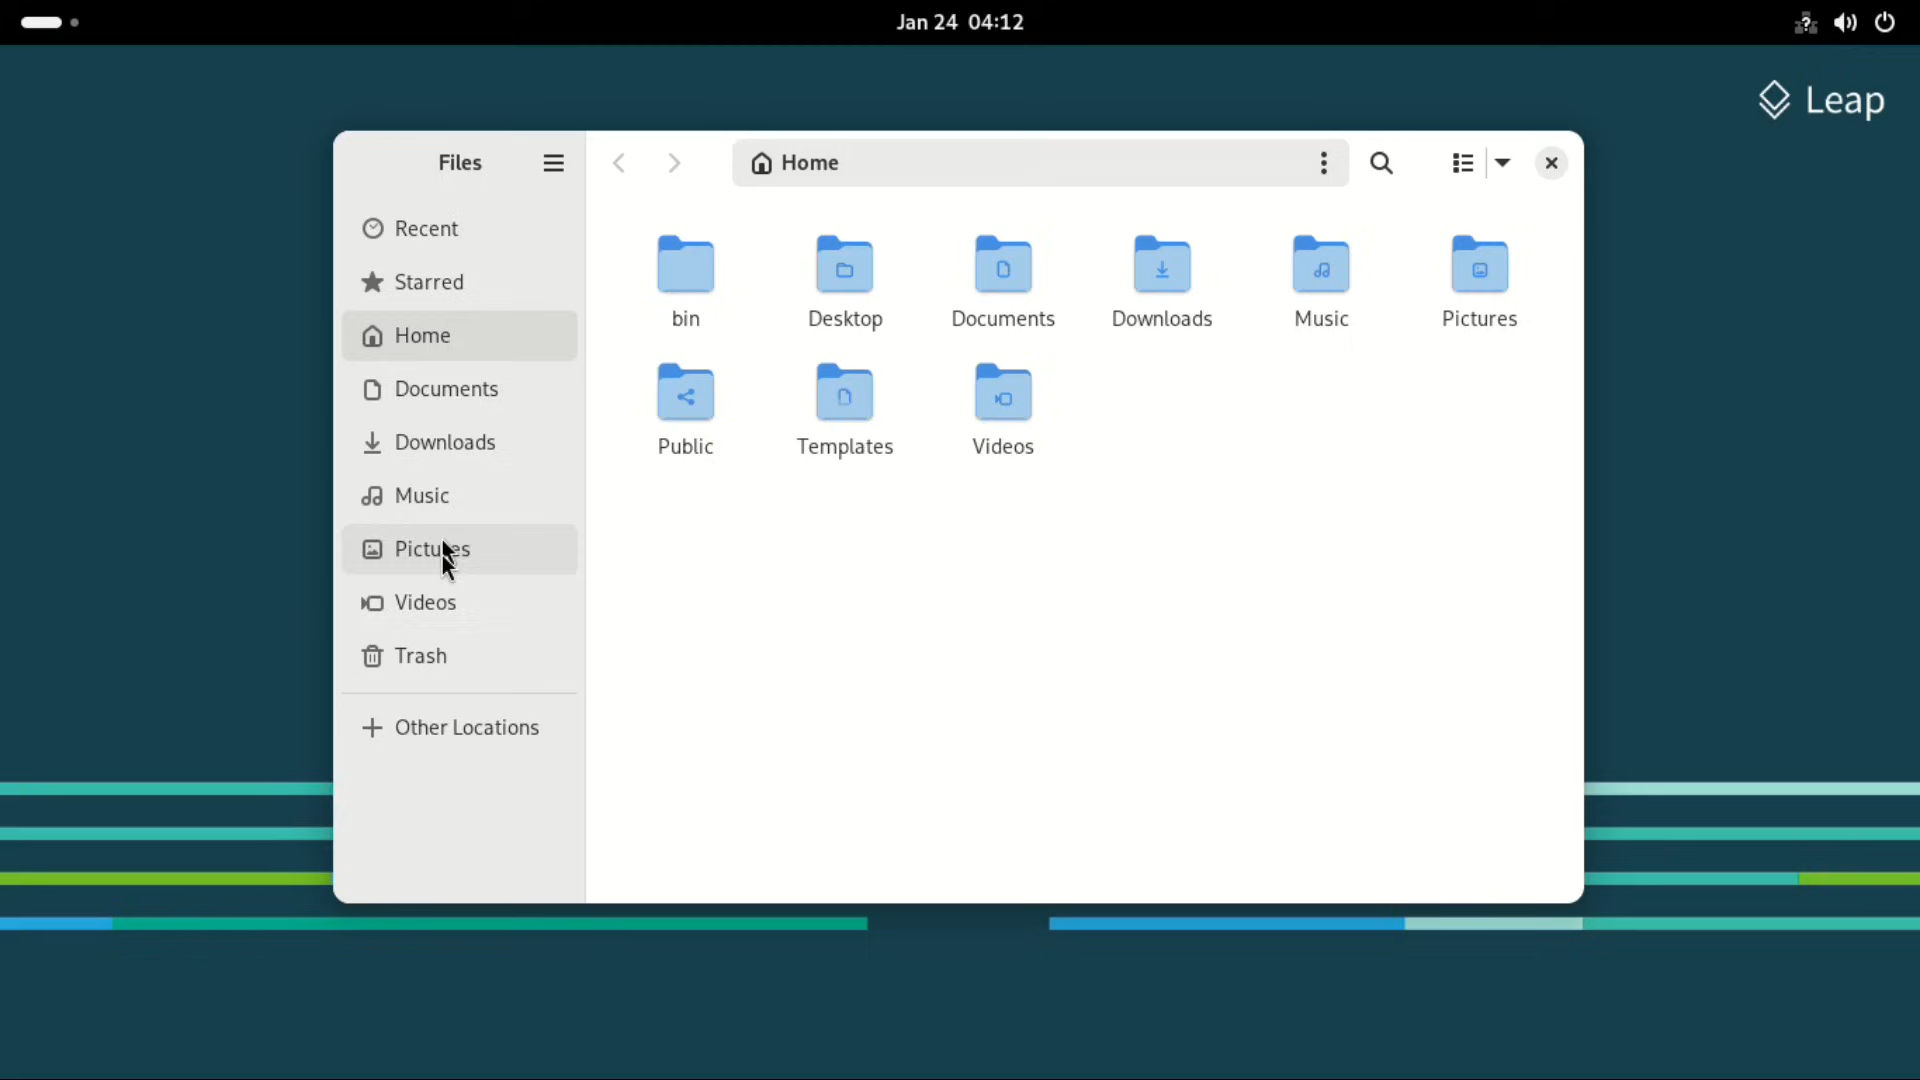 Jan 24 04:12
Leap
Files
Home
Recent
Starred
Home
Documents
Downloads
Music
Pictures
Videos
Trash
Other Locations
bin
Desktop
Documents
Downloads
Music
Pictures
Public
Templates
Videos